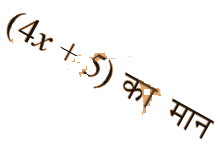 (4x + 5) का मान